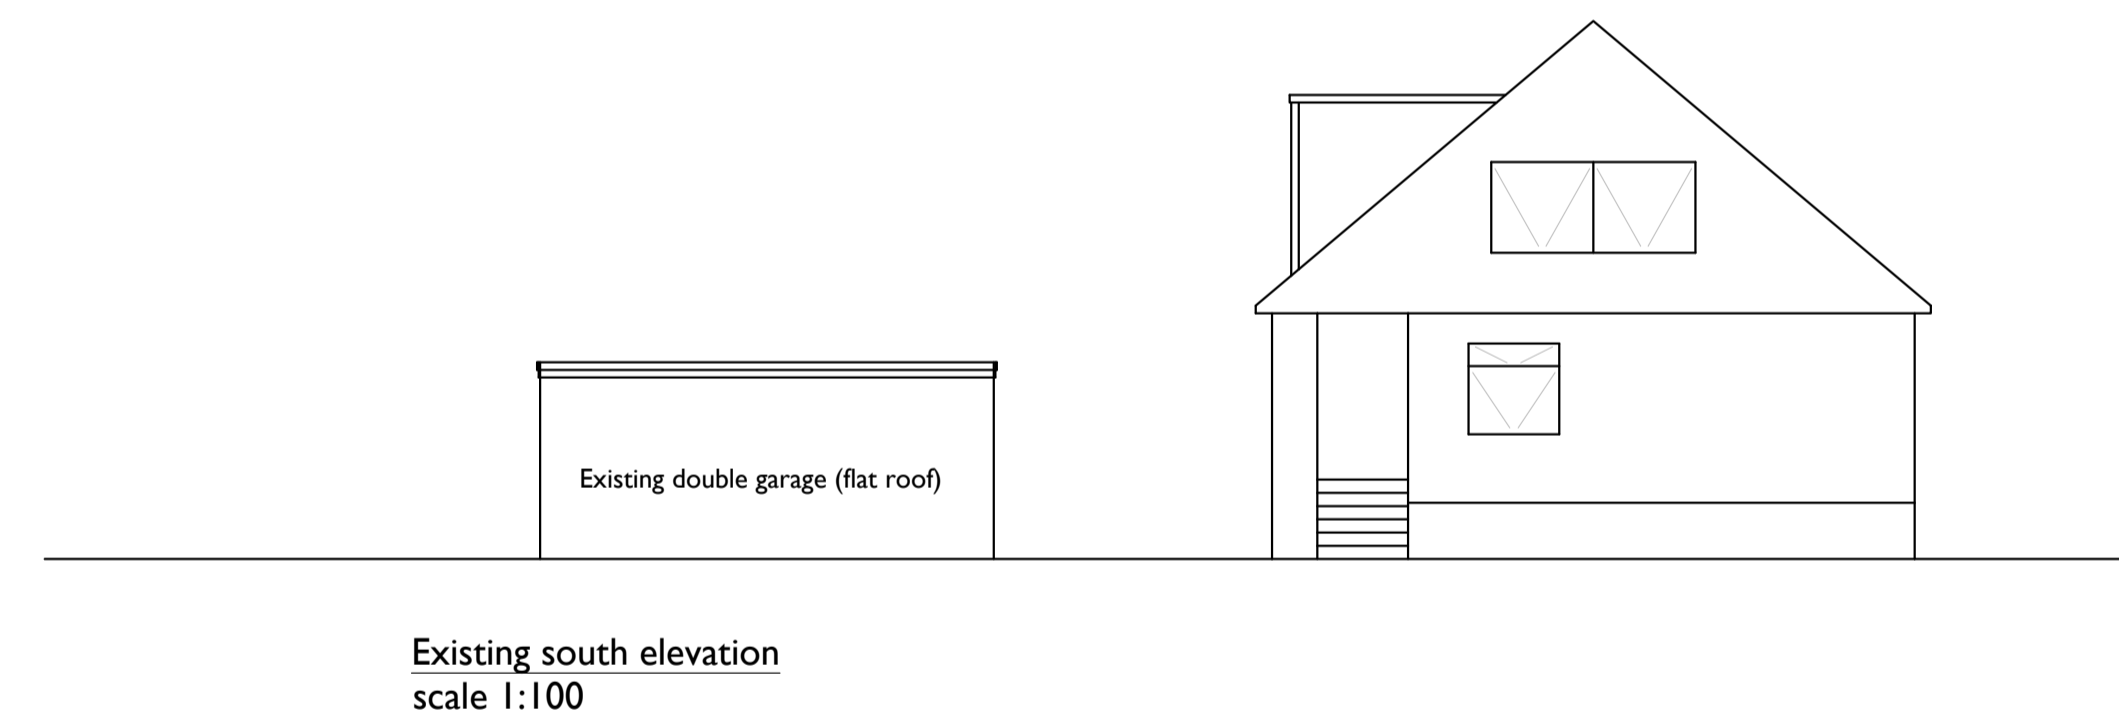 Existing double garage (flat roof)
Existing south elevation
scale 1:100